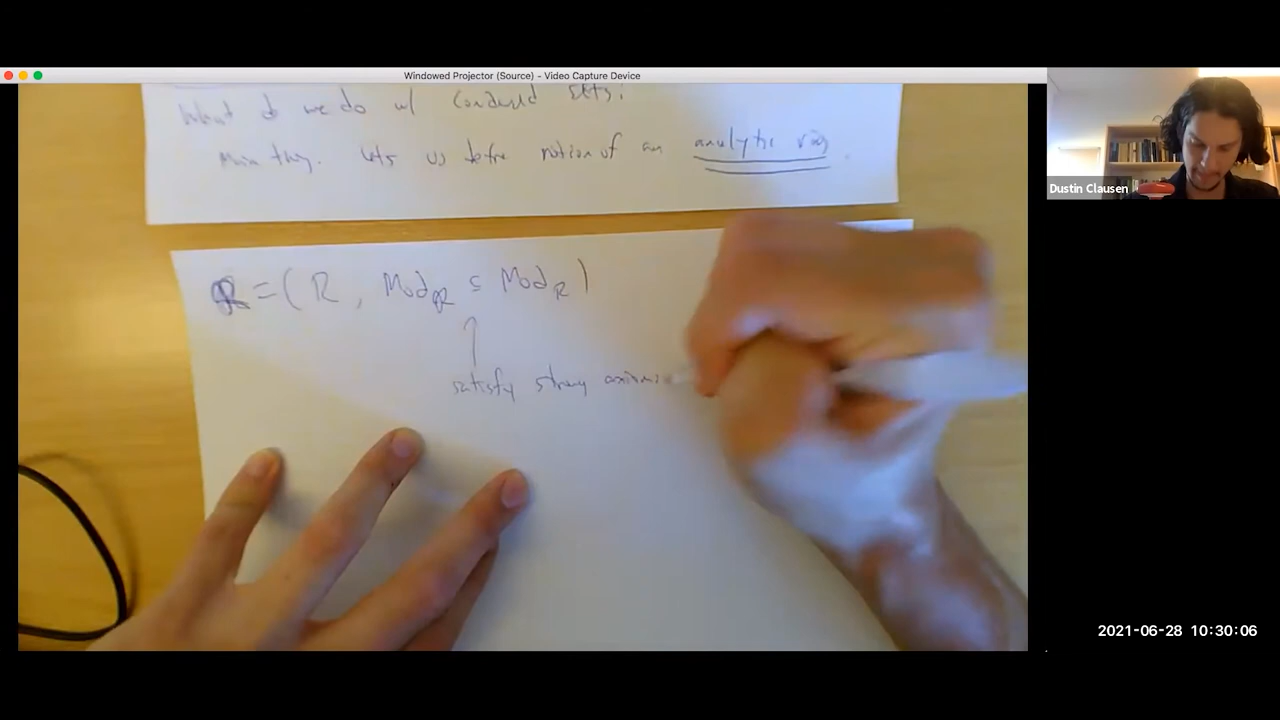 Windowed Projector (Source) - Video Capture Device
What do we do w/ Condensed sets?
Main thing: lets us define notion of an analytic ring.
R = ( R , Mod_R ⊆ Mod_R )
↑
satisfy strong axioms
Dustin Clausen
2021-06-28 10:30:06